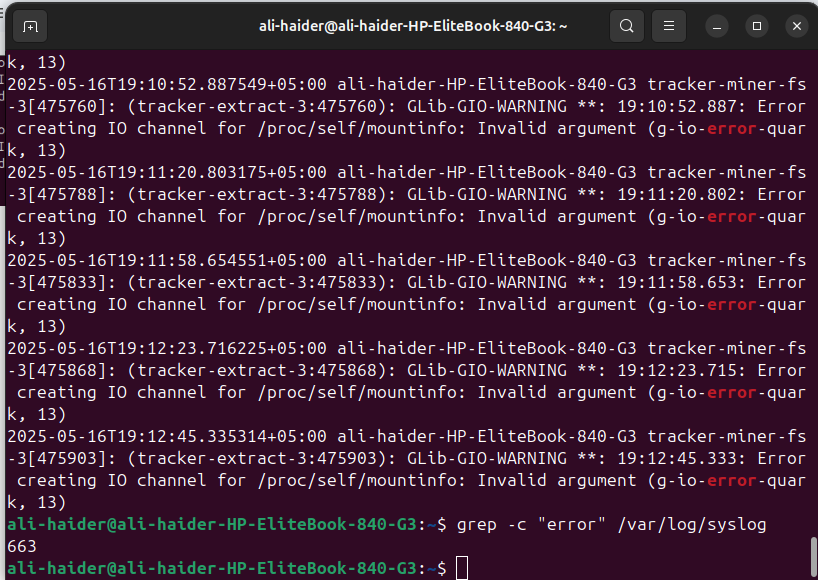 ali-haider@ali-haider-HP-EliteBook-840-G3: ~
k, 13)
2025-05-16T19:10:52.887549+05:00 ali-haider-HP-EliteBook-840-G3 tracker-miner-fs
-3[475760]: (tracker-extract-3:475760): GLib-GIO-WARNING **: 19:10:52.887: Error
 creating IO channel for /proc/self/mountinfo: Invalid argument (g-io-error-quar
k, 13)
2025-05-16T19:11:20.803175+05:00 ali-haider-HP-EliteBook-840-G3 tracker-miner-fs
-3[475788]: (tracker-extract-3:475788): GLib-GIO-WARNING **: 19:11:20.802: Error
 creating IO channel for /proc/self/mountinfo: Invalid argument (g-io-error-quar
k, 13)
2025-05-16T19:11:58.654551+05:00 ali-haider-HP-EliteBook-840-G3 tracker-miner-fs
-3[475833]: (tracker-extract-3:475833): GLib-GIO-WARNING **: 19:11:58.653: Error
 creating IO channel for /proc/self/mountinfo: Invalid argument (g-io-error-quar
k, 13)
2025-05-16T19:12:23.716225+05:00 ali-haider-HP-EliteBook-840-G3 tracker-miner-fs
-3[475868]: (tracker-extract-3:475868): GLib-GIO-WARNING **: 19:12:23.715: Error
 creating IO channel for /proc/self/mountinfo: Invalid argument (g-io-error-quar
k, 13)
2025-05-16T19:12:45.335314+05:00 ali-haider-HP-EliteBook-840-G3 tracker-miner-fs
-3[475903]: (tracker-extract-3:475903): GLib-GIO-WARNING **: 19:12:45.333: Error
 creating IO channel for /proc/self/mountinfo: Invalid argument (g-io-error-quar
k, 13)
ali-haider@ali-haider-HP-EliteBook-840-G3:~$ grep -c "error" /var/log/syslog
663
ali-haider@ali-haider-HP-EliteBook-840-G3:~$